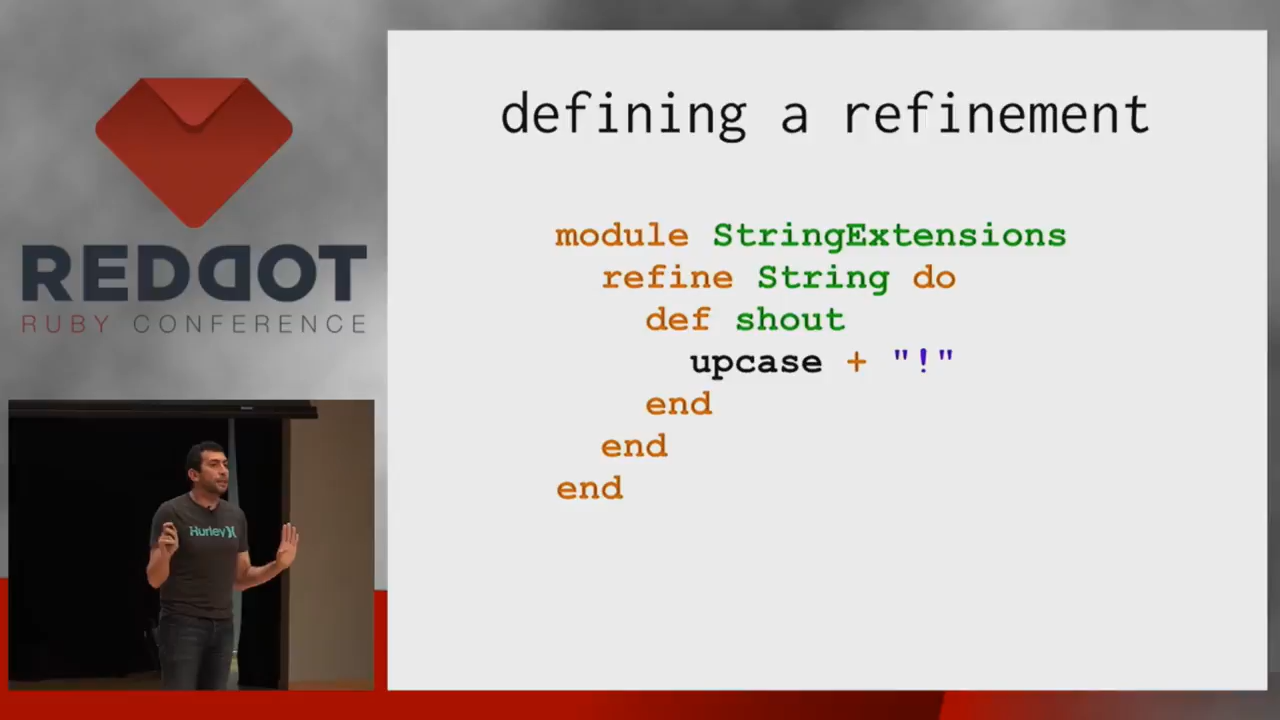 REDDOT
RUBY CONFERENCE
defining a refinement
module StringExtensions
refine String do
def shout
upcase + "!"
end
end
end
Hurley